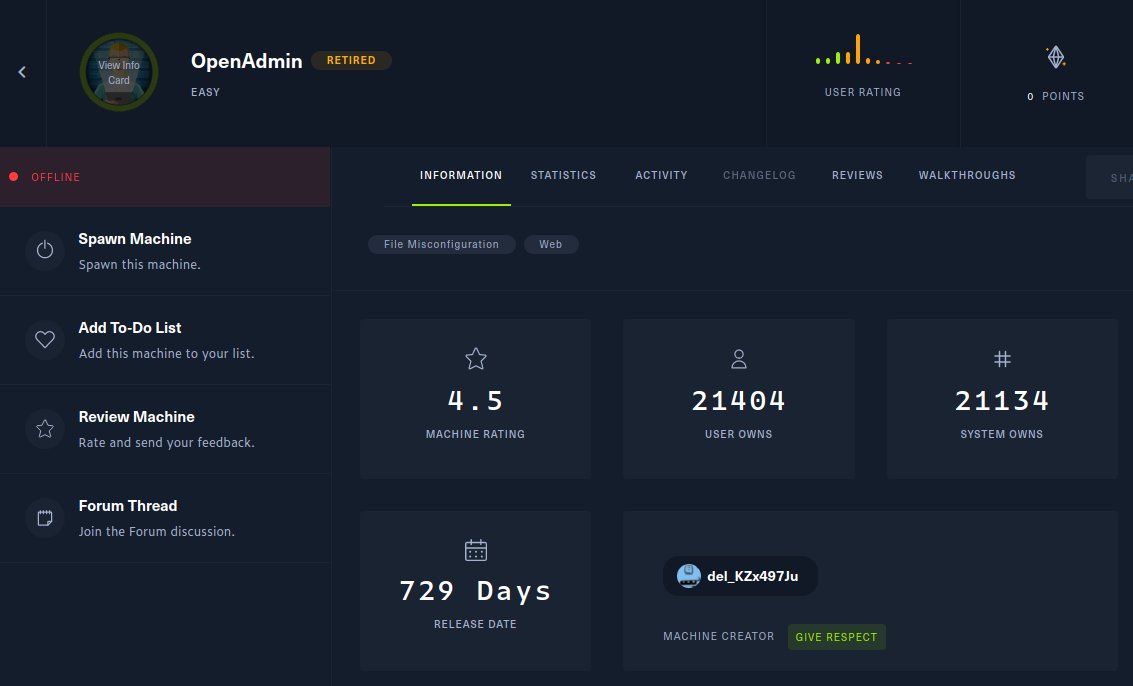 View Info
Card
OpenAdmin
RETIRED
EASY
USER RATING
0 POINTS
OFFLINE
INFORMATION
STATISTICS
ACTIVITY
CHANGELOG
REVIEWS
WALKTHROUGHS
SHA
Spawn Machine
Spawn this machine.
Add To-Do List
Add this machine to your list.
Review Machine
Rate and send your feedback.
Forum Thread
Join the Forum discussion.
File Misconfiguration
Web
4.5
MACHINE RATING
21404
USER OWNS
21134
SYSTEM OWNS
729 Days
RELEASE DATE
del_KZx497Ju
MACHINE CREATOR
GIVE RESPECT